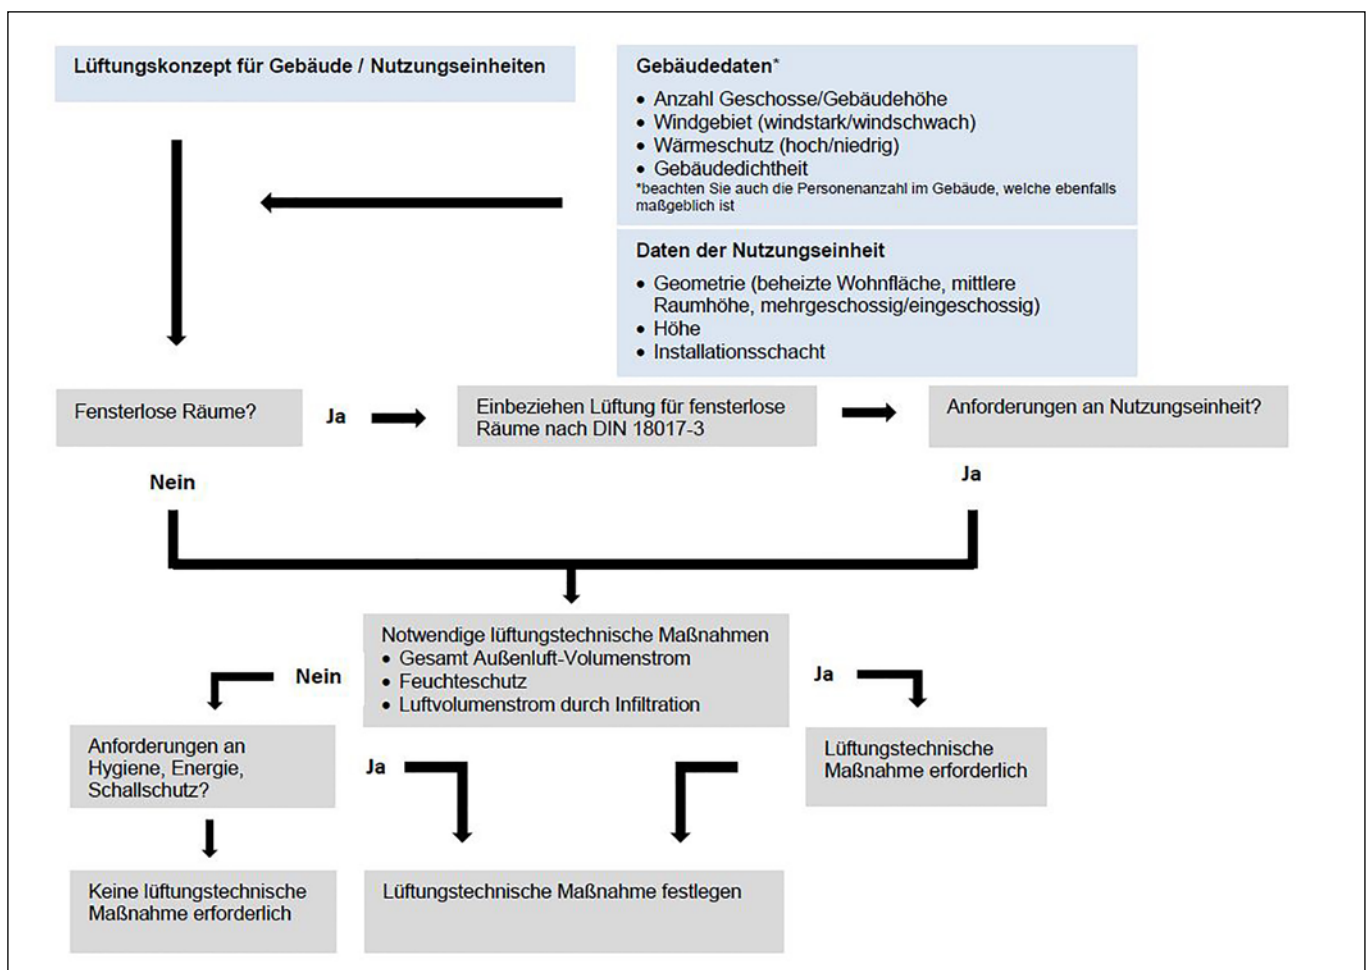 Lüftungskonzept für Gebäude / Nutzungseinheiten
Gebäudedaten*
• Anzahl Geschosse/Gebäudehöhe
• Windgebiet (windstark/windschwach)
• Wärmeschutz (hoch/niedrig)
• Gebäudedichtheit
*beachten Sie auch die Personenanzahl im Gebäude, welche ebenfalls
maßgeblich ist
Daten der Nutzungseinheit
• Geometrie (beheizte Wohnfläche, mittlere
Raumhöhe, mehrgeschossig/eingeschossig)
• Höhe
• Installationsschacht
Fensterlose Räume?
Ja
Einbeziehen Lüftung für fensterlose
Räume nach DIN 18017-3
Anforderungen an Nutzungseinheit?
Nein
Ja
Notwendige lüftungstechnische Maßnahmen
• Gesamt Außenluft-Volumenstrom
• Feuchteschutz
• Luftvolumenstrom durch Infiltration
Nein
Ja
Anforderungen an
Hygiene, Energie,
Schallschutz?
Ja
Lüftungstechnische
Maßnahme erforderlich
Keine lüftungstechnische
Maßnahme erforderlich
Lüftungstechnische Maßnahme festlegen